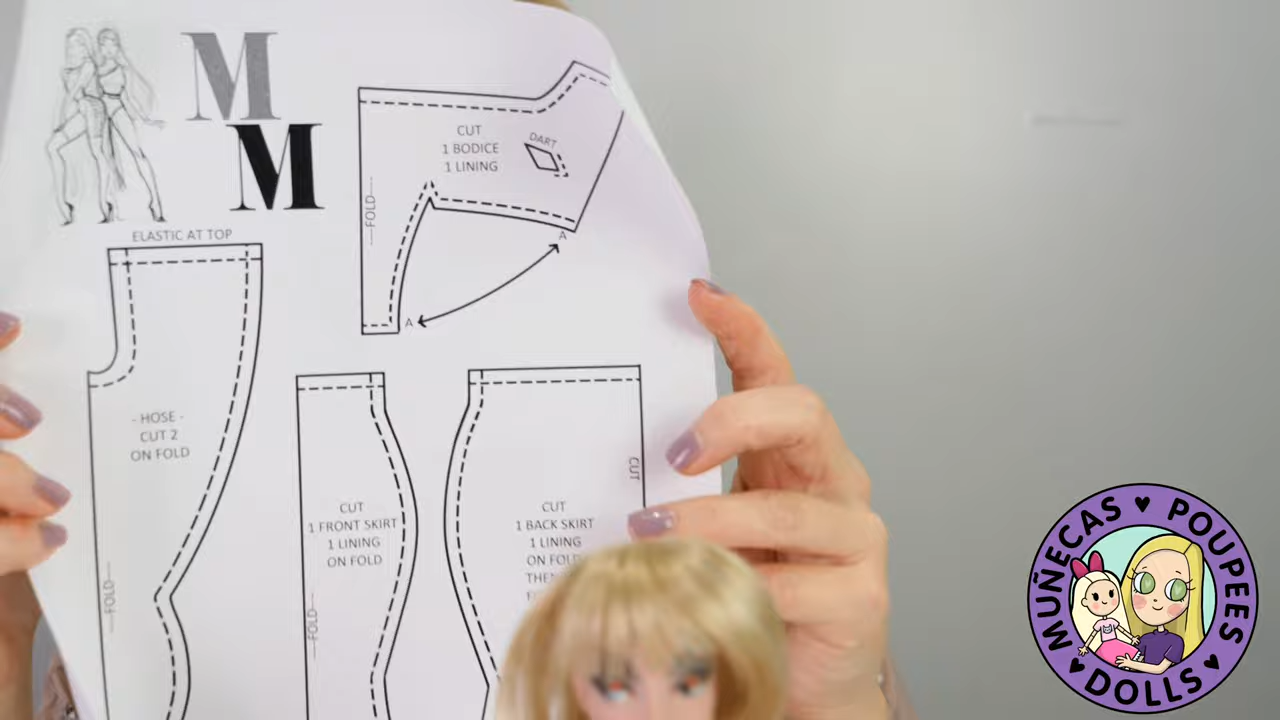 M
M
ELASTIC AT TOP
CUT
1 BODICE
1 LINING
DART
---FOLD---
A
A
- HOSE -
CUT 2
ON FOLD
---FOLD---
CUT
1 FRONT SKIRT
1 LINING
ON FOLD
---FOLD---
CUT
1 BACK SKIRT
1 LINING
ON FOLD
CUT
MUÑECAS ♥ POUPEES ♥ DOLLS ♥